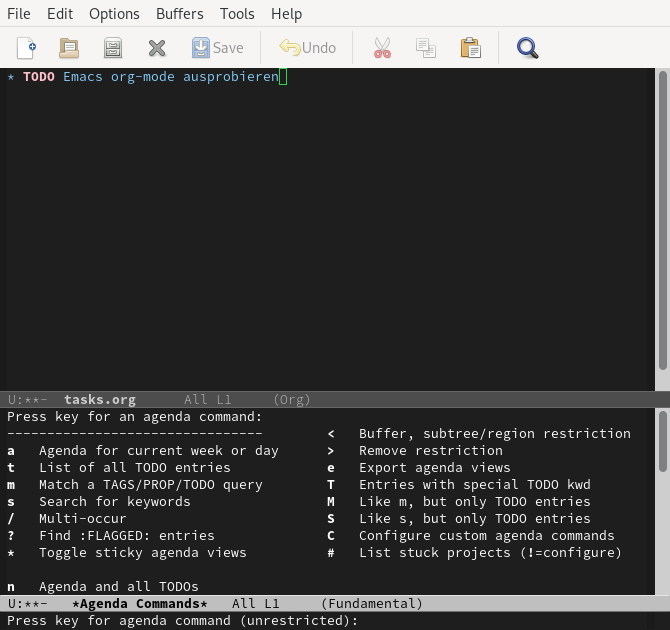 File Edit Options Buffers Tools Help
Save Undo
* TODO Emacs org-mode ausprobieren
U:**- tasks.org All L1 (Org)
Press key for an agenda command:
-------------------------------- < Buffer, subtree/region restriction
a Agenda for current week or day > Remove restriction
t List of all TODO entries e Export agenda views
m Match a TAGS/PROP/TODO query T Entries with special TODO kwd
s Search for keywords M Like m, but only TODO entries
/ Multi-occur S Like s, but only TODO entries
? Find :FLAGGED: entries C Configure custom agenda commands
* Toggle sticky agenda views # List stuck projects (!=configure)
n Agenda and all TODOs
U:**- *Agenda Commands* All L1 (Fundamental)
Press key for agenda command (unrestricted):